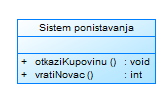 Sistem ponistavanja
+ otkaziKupovinu () : void
+ vratiNovac () : int